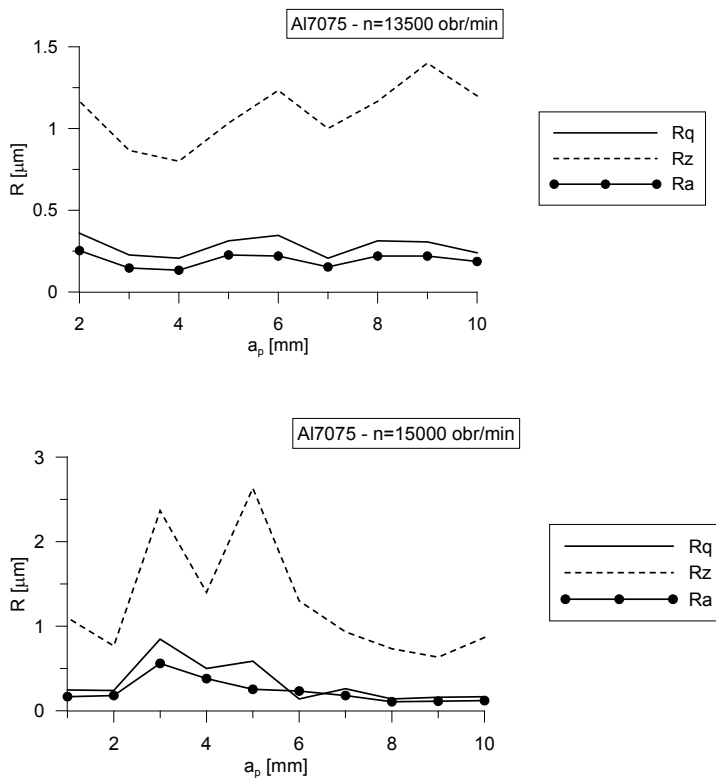 Al7075 - n=13500 obr/min
1.5
1
0.5
0
R [μm]
2
4
6
8
10
a_p [mm]
Rq
Rz
Ra
Al7075 - n=15000 obr/min
3
2
1
0
R [μm]
2
4
6
8
10
a_p [mm]
Rq
Rz
Ra